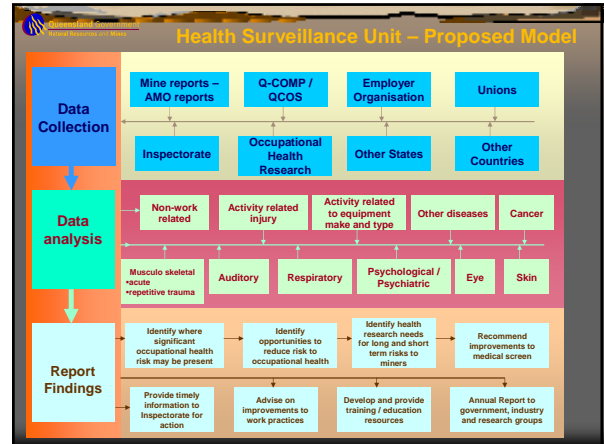 Queensland Government
Natural Resources and Mines
Health Surveillance Unit – Proposed Model
Data
Collection
Mine reports –
AMO reports
Q-COMP /
QCOS
Employer
Organisation
Unions
Inspectorate
Occupational
Health
Research
Other States
Other
Countries
Data
analysis
Non-work
related
Activity related
injury
Activity related
to equipment
make and type
Other diseases
Cancer
Musculo skeletal
•acute
•repetitive trauma
Auditory
Respiratory
Psychological /
Psychiatric
Eye
Skin
Report
Findings
Identify where
significant
occupational health
risk may be present
Identify
opportunities to
reduce risk to
occupational health
Identify health
research needs
for long and short
term risks to
miners
Recommend
improvements to
medical screen
Provide timely
information to
Inspectorate for
action
Advise on
improvements to
work practices
Develop and provide
training / education
resources
Annual Report to
government, industry
and research groups